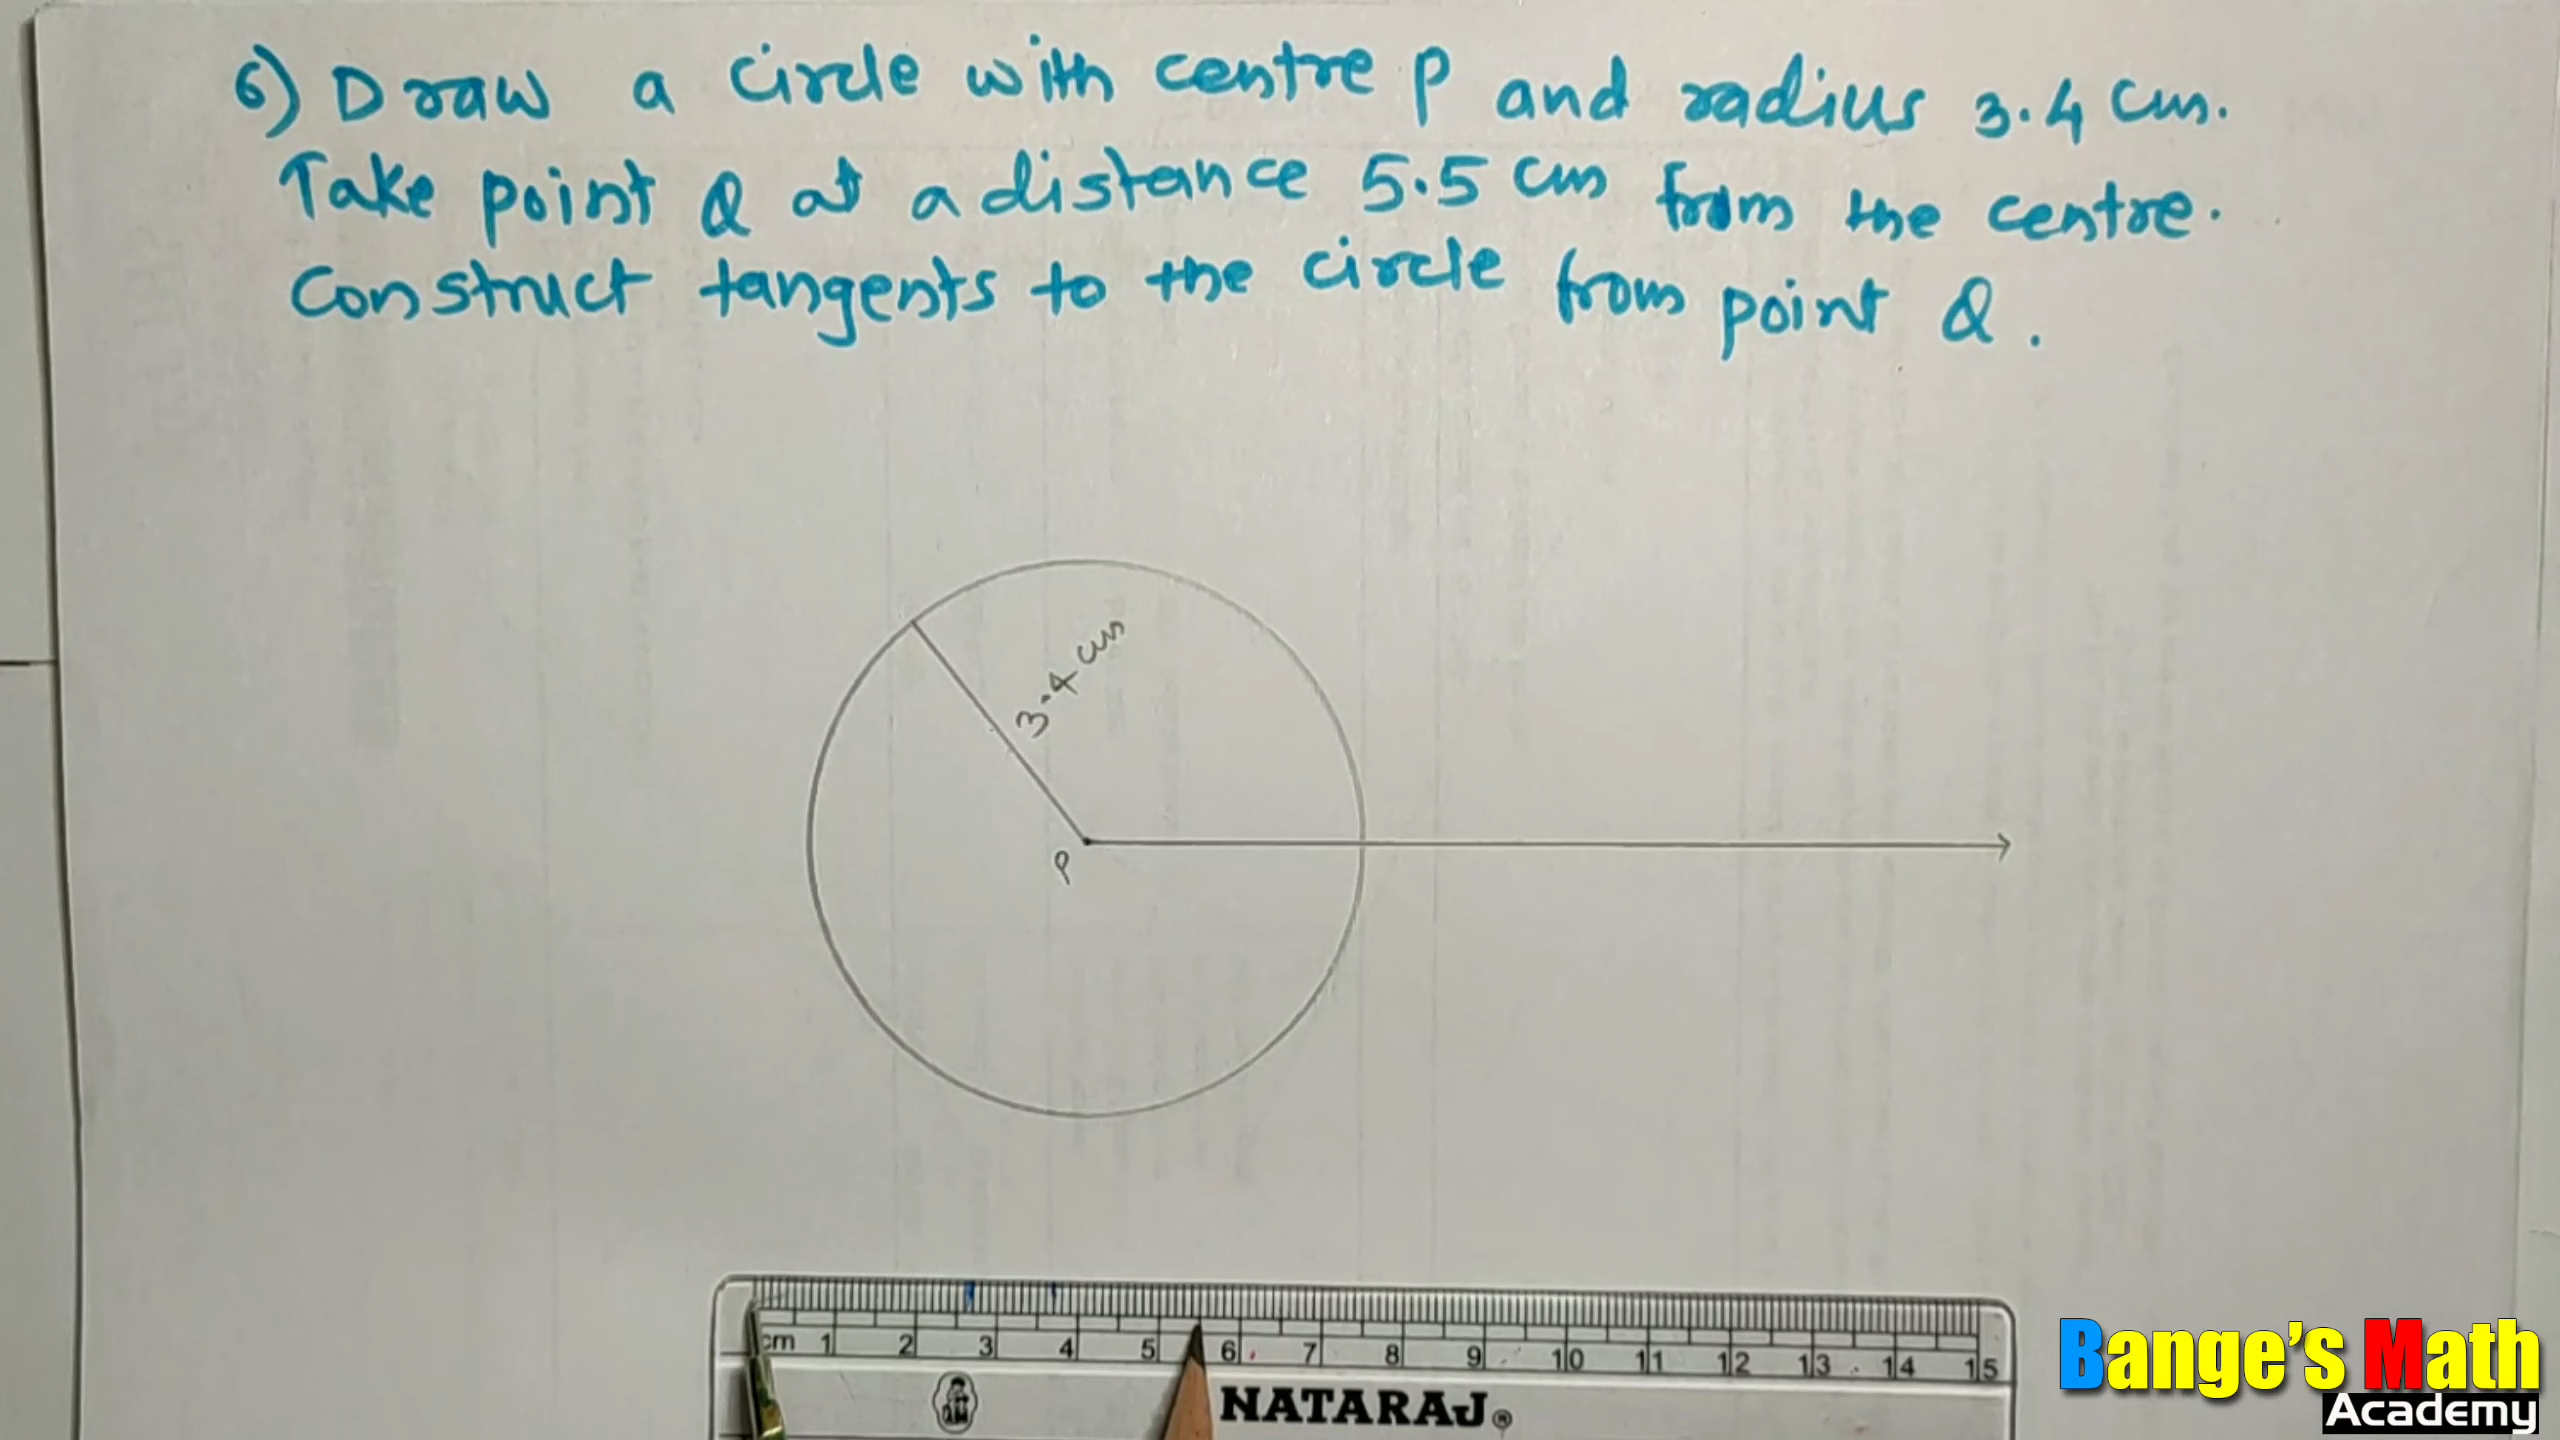 6) Draw a circle with centre P and radius 3.4 cm.
Take point Q at a distance 5.5 cm from the centre.
Construct tangents to the circle from point Q.
3.4 cm
P
cm 1 2 3 4 5 6 7 8 9 10 11 12 13 14 15
NATARAJ®
Bange's Math
Academy